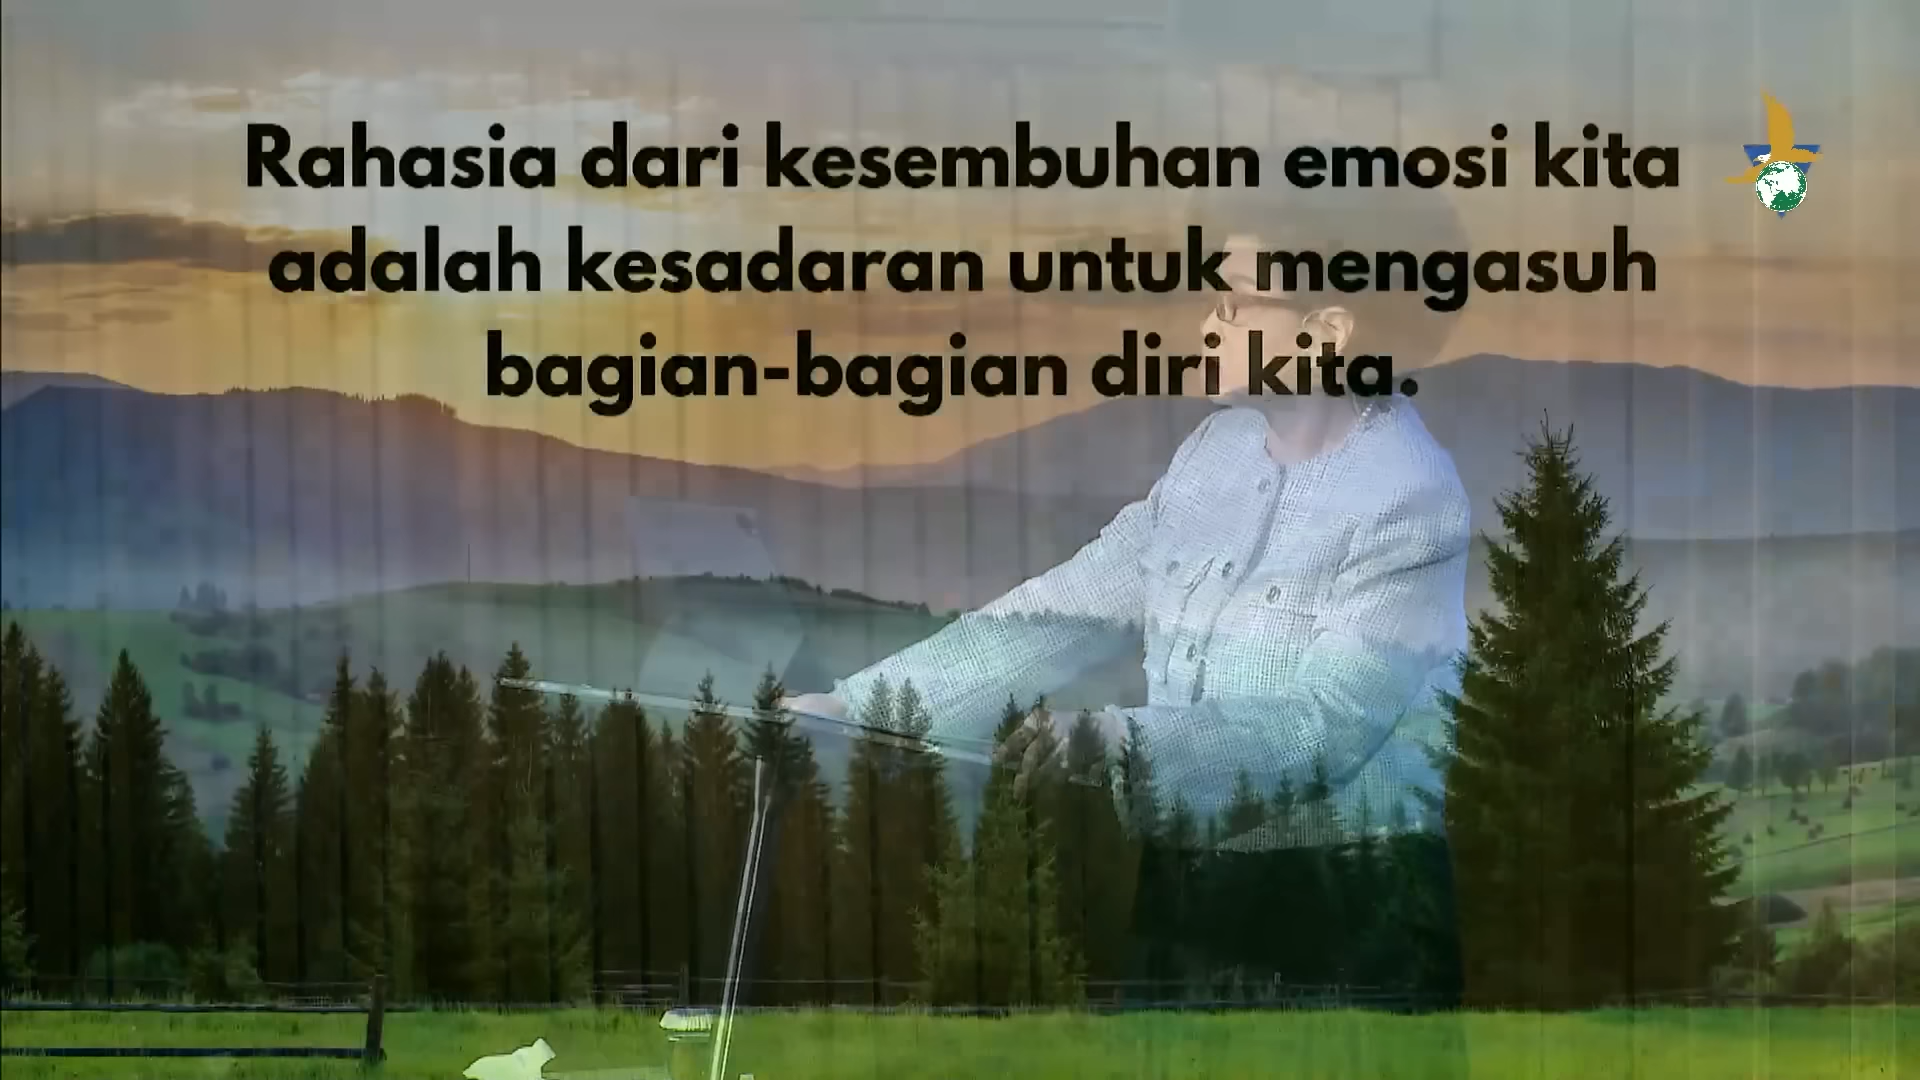 Rahasia dari kesembuhan emosi kita
adalah kesadaran untuk mengasuh
bagian-bagian diri kita.